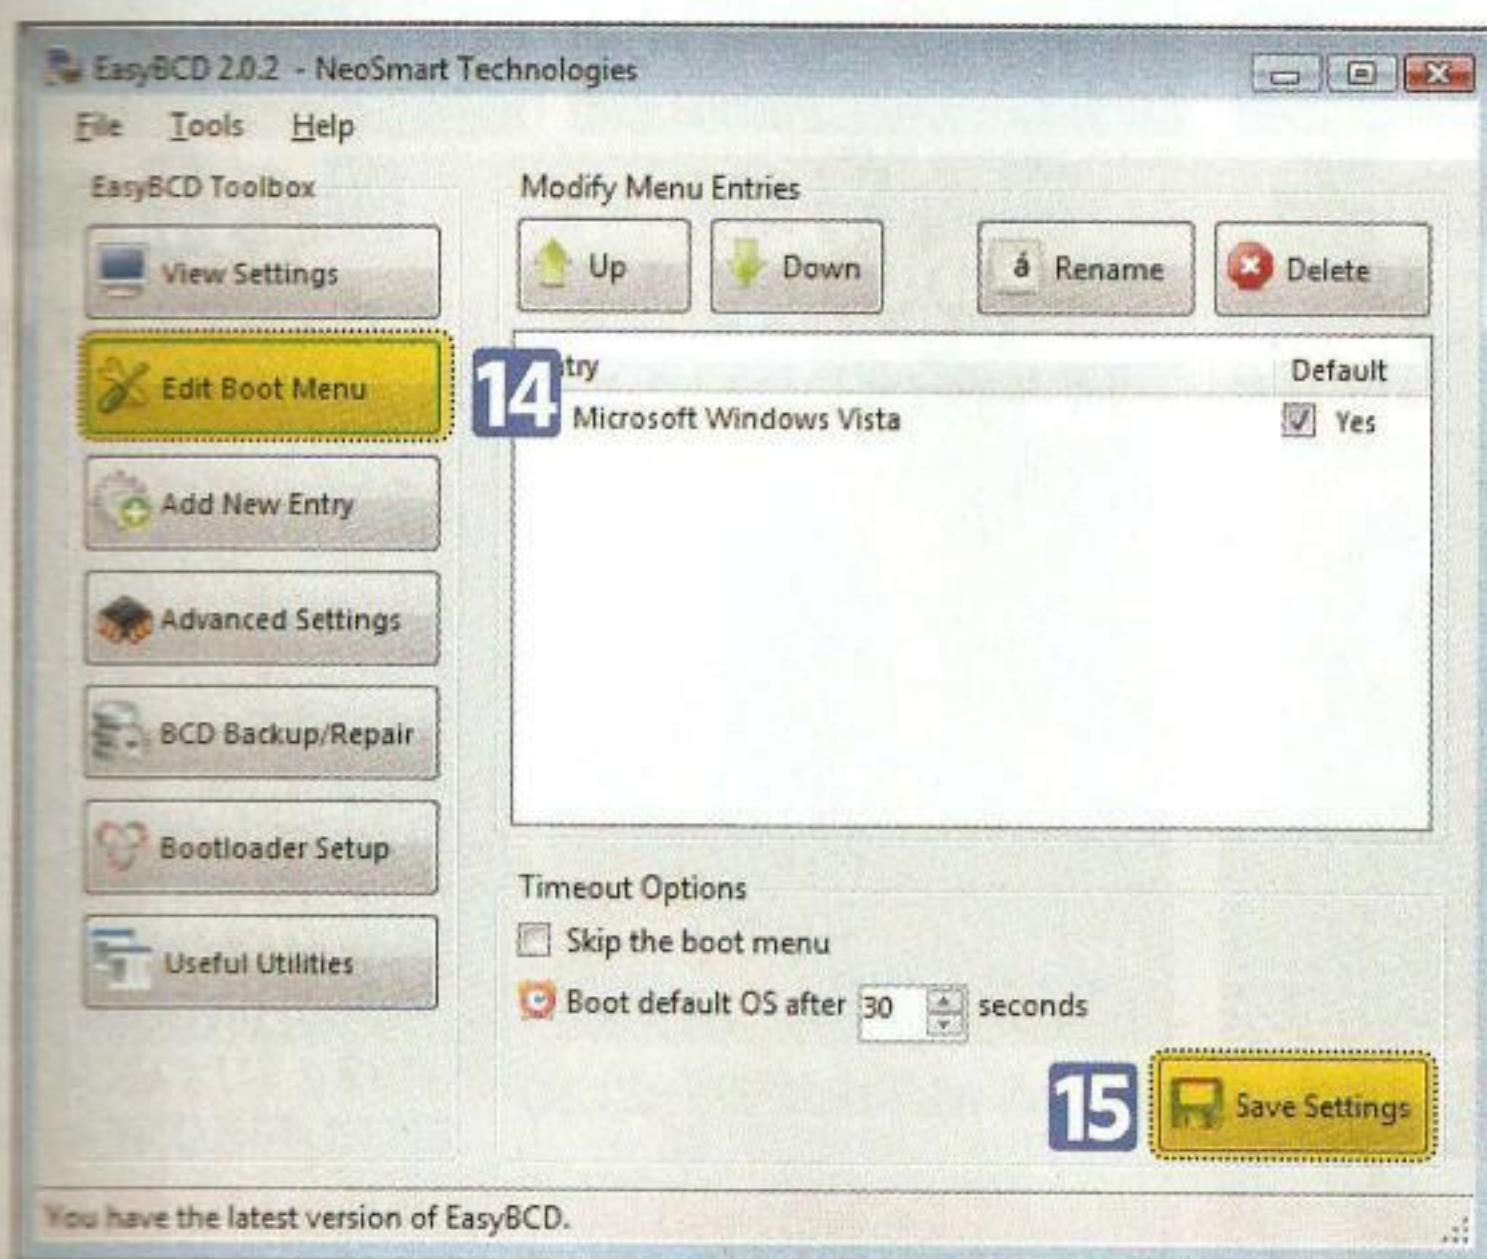 EasyBCD 2.0.2 - NeoSmart Technologies
File Tools Help
EasyBCD Toolbox
View Settings
Edit Boot Menu
Add New Entry
Advanced Settings
BCD Backup/Repair
Bootloader Setup
Useful Utilities
Modify Menu Entries
Up Down á Rename Delete
14 try Default
Microsoft Windows Vista Yes
Timeout Options
Skip the boot menu
Boot default OS after 30 seconds
15 Save Settings
You have the latest version of EasyBCD.